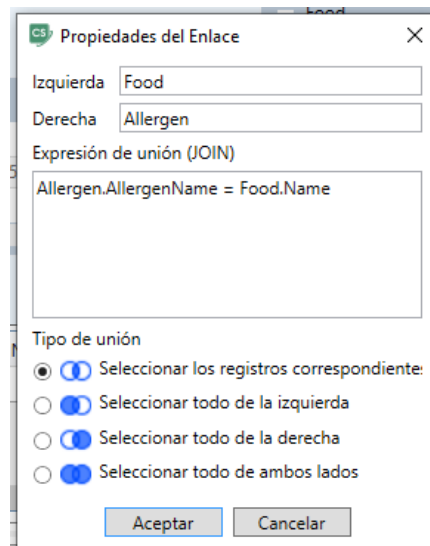 Food
CS Propiedades del Enlace
Izquierda Food
Derecha Allergen
Expresión de unión (JOIN)
Allergen.AllergenName = Food.Name
Tipo de unión
Seleccionar los registros correspondiente
Seleccionar todo de la izquierda
Seleccionar todo de la derecha
Seleccionar todo de ambos lados
Aceptar Cancelar